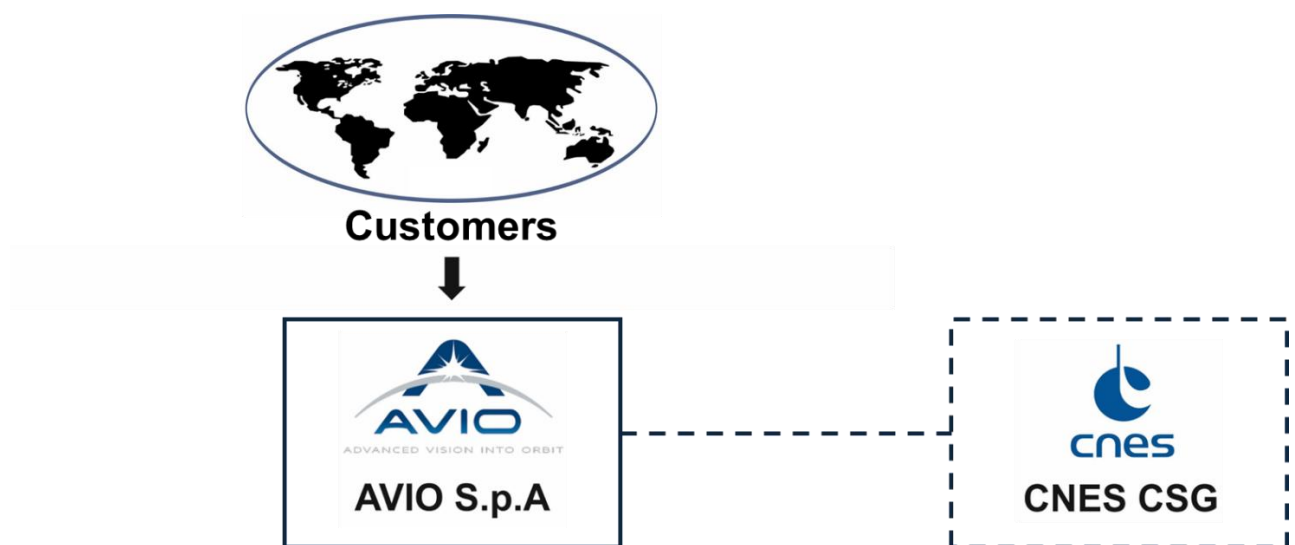 Customers
AVIO
ADVANCED VISION INTO ORBIT
AVIO S.p.A
cnes
CNES CSG